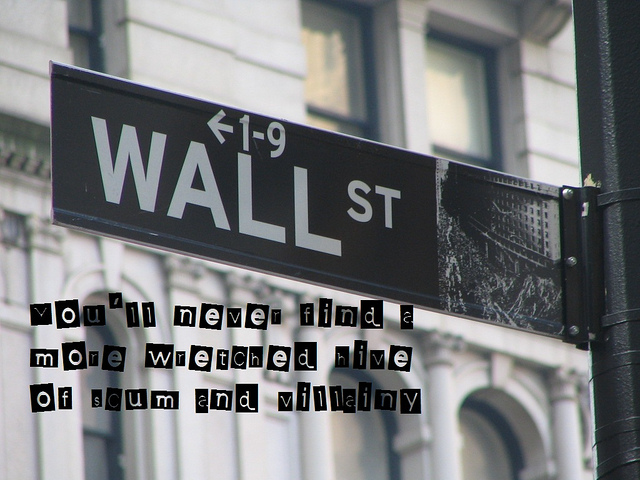 ←1-9
WALL ST
You'll never find a
more wretched hive
of scum and villainy